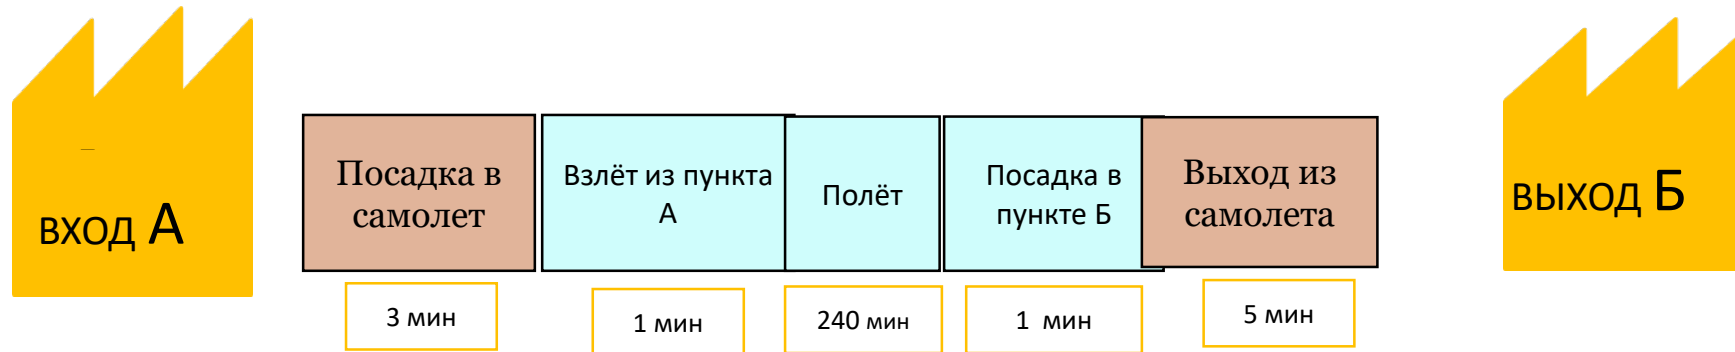 ВХОД А
Посадка в
самолет
3 мин
Взлёт из пункта
А
1 мин
Полёт
240 мин
Посадка в
пункте Б
1 мин
Выход из
самолета
5 мин
ВЫХОД Б